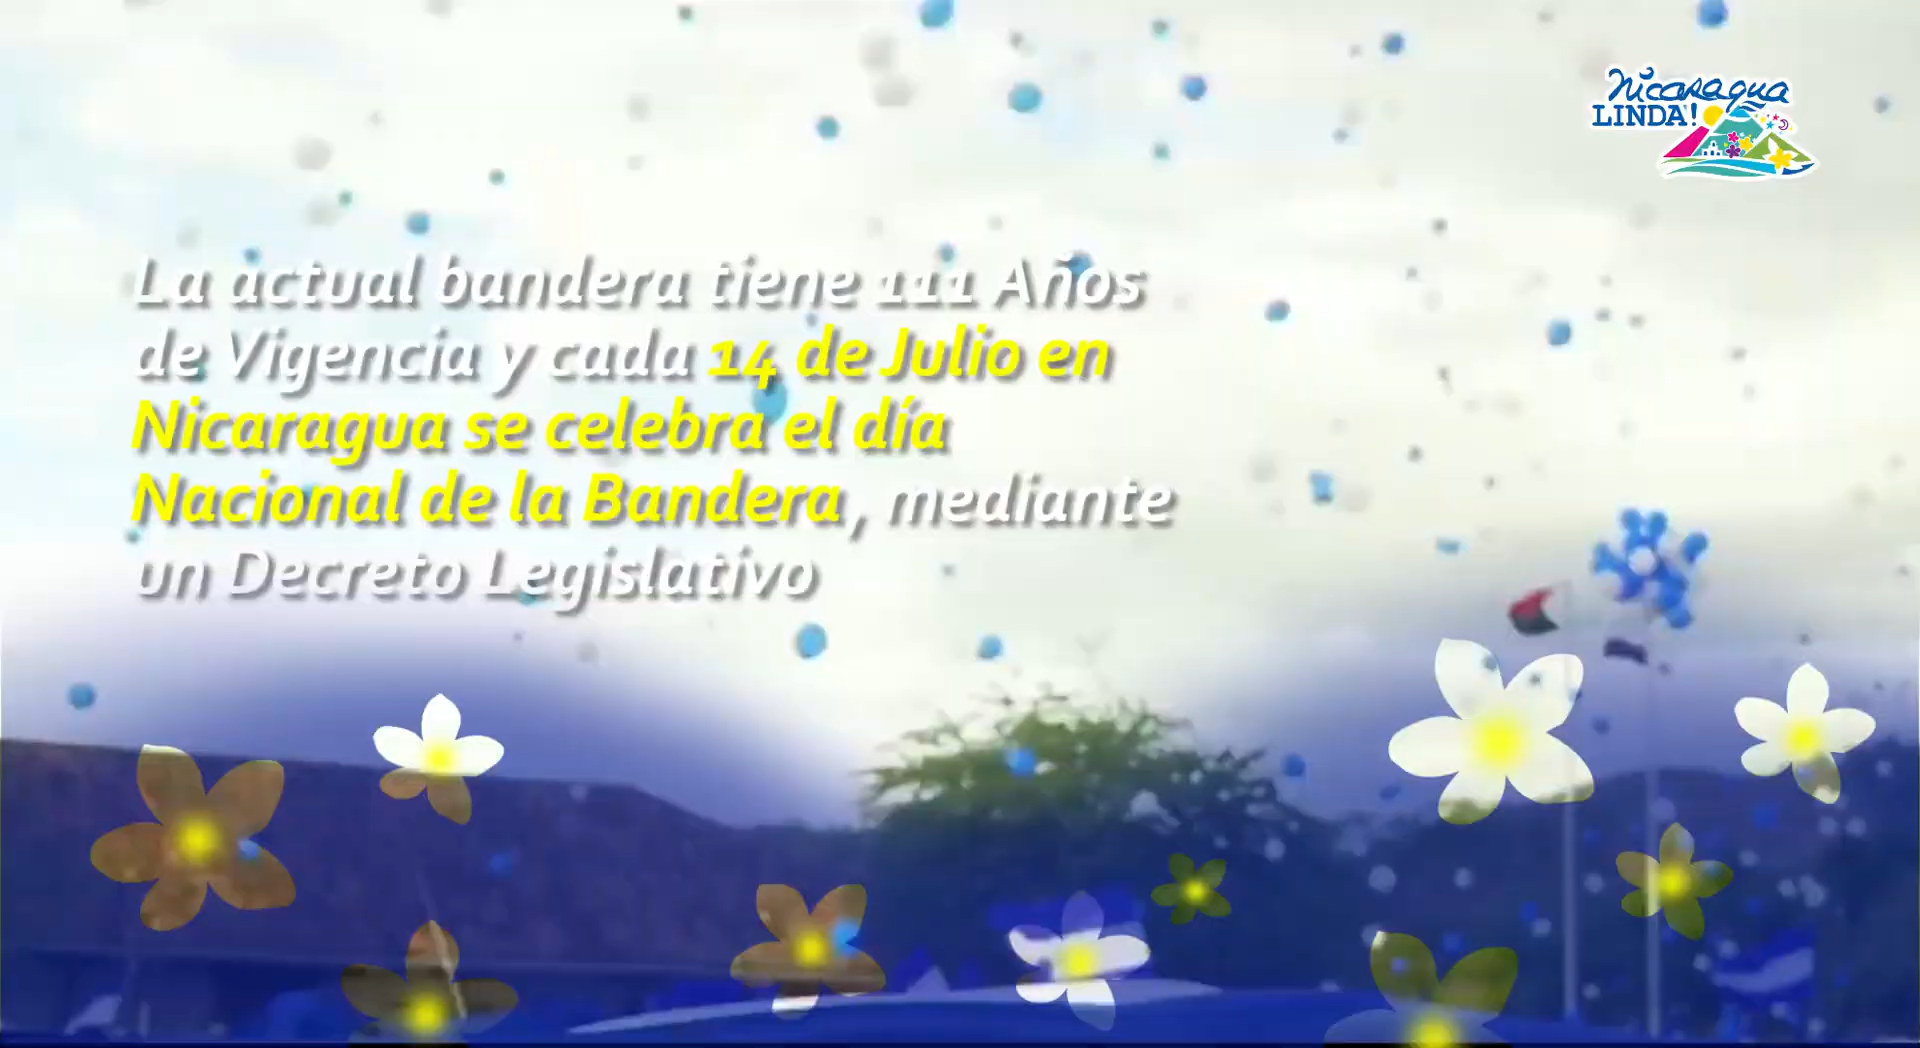 Nicaragua
LINDA!
La actual bandera tiene 111 Años
de Vigencia y cada 14 de Julio en
Nicaragua se celebra el día
Nacional de la Bandera, mediante
un Decreto Legislativo